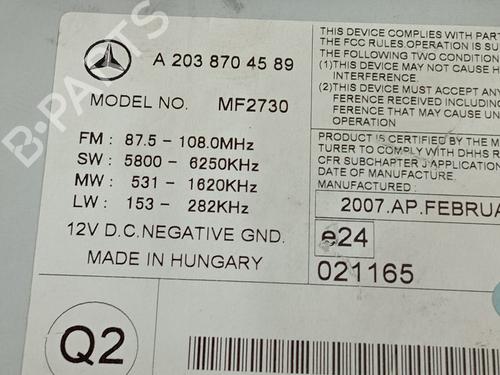 A 203 870 45 89
MODEL NO. MF2730
FM : 87.5 - 108.0MHz
SW : 5800 - 6250KHz
MW : 531 - 1620KHz
LW : 153 - 282KHz
12V D.C.NEGATIVE GND.
MADE IN HUNGARY
Q2
THIS DEVICE COMPLIES WITH PART
THE FCC RULES.OPERATION IS SU
FOLLOWING TWO CONDITION
(1)THIS DEVICE MAY NOT CAUSE H
INTERFERENCE.
(2)THIS DEVICE MUST ACCEPT ANY
FERENCE RECEIVED INCLUDING
FERENCE THAT MAY CAUSE UN
OPERATION
PRODUCT IS CERTIFIED BY THE M
TURER TO COMPLY WITH DHHS R
CFR SUBCHAPTER J APPLICATION
DATE OF MANUFACTURE.
MANUFACTURED :
2007.AP.FEBRUA
e24
021165
B-PARTS